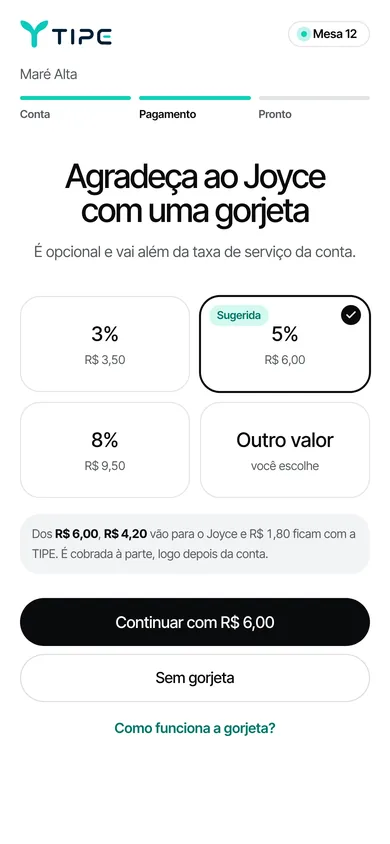 TIPE
Mesa 12
Maré Alta
Conta
Pagamento
Pronto
Agradeça ao Joyce
com uma gorjeta
É opcional e vai além da taxa de serviço da conta.
3%
R$ 3,50
Sugerida
5%
R$ 6,00
8%
R$ 9,50
Outro valor
você escolhe
Dos R$ 6,00, R$ 4,20 vão para o Joyce e R$ 1,80 ficam com a
TIPE. É cobrada à parte, logo depois da conta.
Continuar com R$ 6,00
Sem gorjeta
Como funciona a gorjeta?